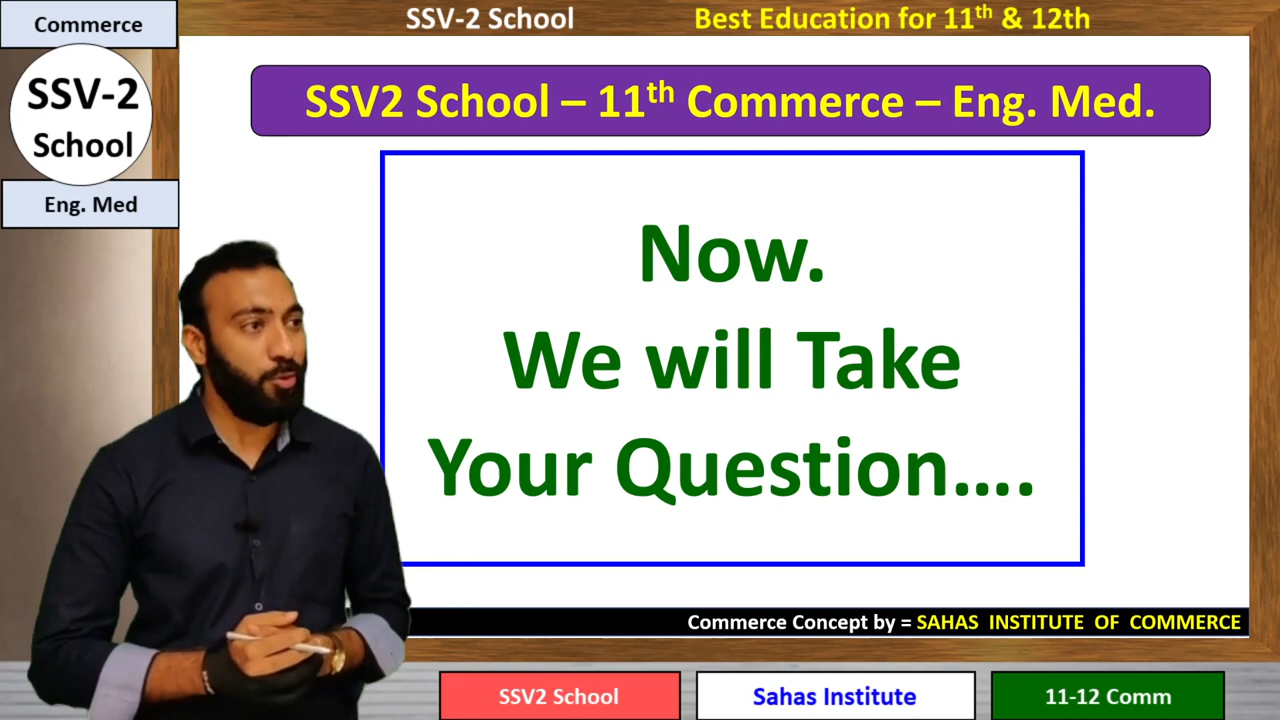 Commerce
SSV-2
School
Eng. Med
SSV-2 School
Best Education for 11th & 12th
SSV2 School – 11th Commerce – Eng. Med.
Now.
We will Take
Your Question....
Commerce Concept by = SAHAS INSTITUTE OF COMMERCE
SSV2 School
Sahas Institute
11-12 Comm